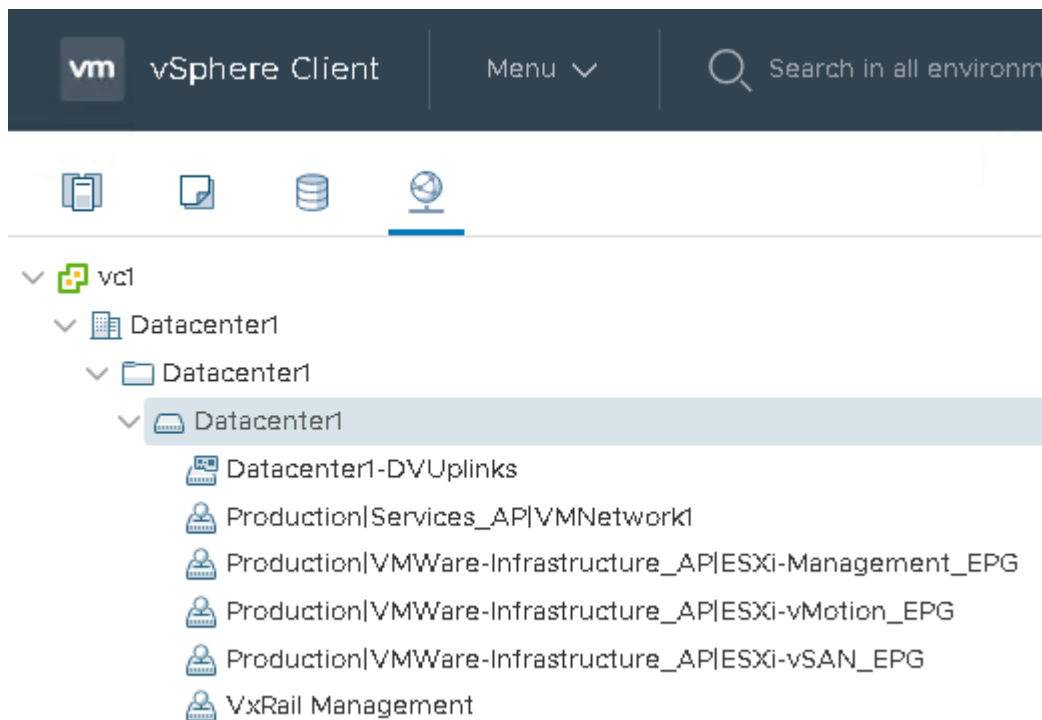 vm vSphere Client Menu Search in all environm
vc1
Datacenter1
Datacenter1
Datacenter1
Datacenter1-DVUplinks
Production|Services_AP|VMNetwork1
Production|VMWare-Infrastructure_AP|ESXi-Management_EPG
Production|VMWare-Infrastructure_AP|ESXi-vMotion_EPG
Production|VMWare-Infrastructure_AP|ESXi-vSAN_EPG
VxRail Management